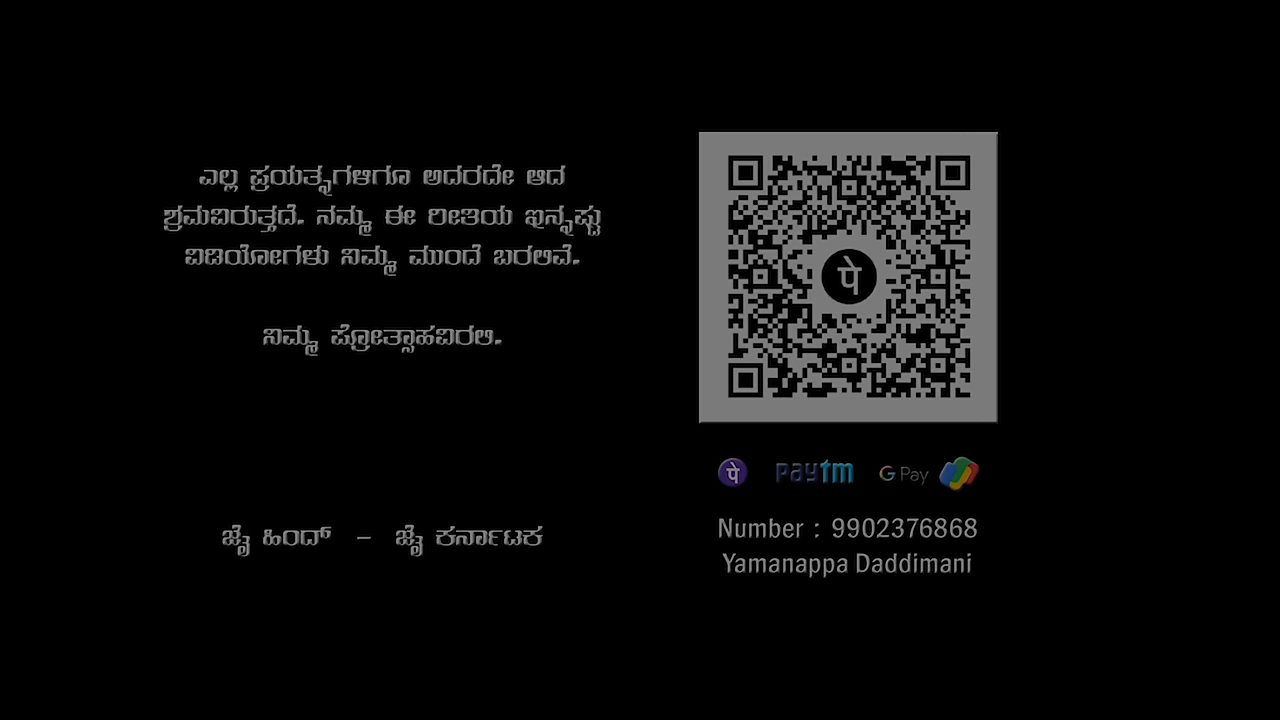 ಎಲ್ಲ ಪ್ರಯತ್ನಗಳಿಗೂ ಅದರದೇ ಆದ
ಶ್ರಮವಿರುತ್ತದೆ. ನಮ್ಮ ಈ ರೀತಿಯ ಇನ್ನಷ್ಟು
ವಿಡಿಯೋಗಳು ನಿಮ್ಮ ಮುಂದೆ ಬರಲಿವೆ.
ನಿಮ್ಮ ಪ್ರೋತ್ಸಾಹವಿರಲಿ.
ಜೈ ಹಿಂದ್ - ಜೈ ಕರ್ನಾಟಕ
पे
पे paytm G Pay
Number : 9902376868
Yamanappa Daddimani